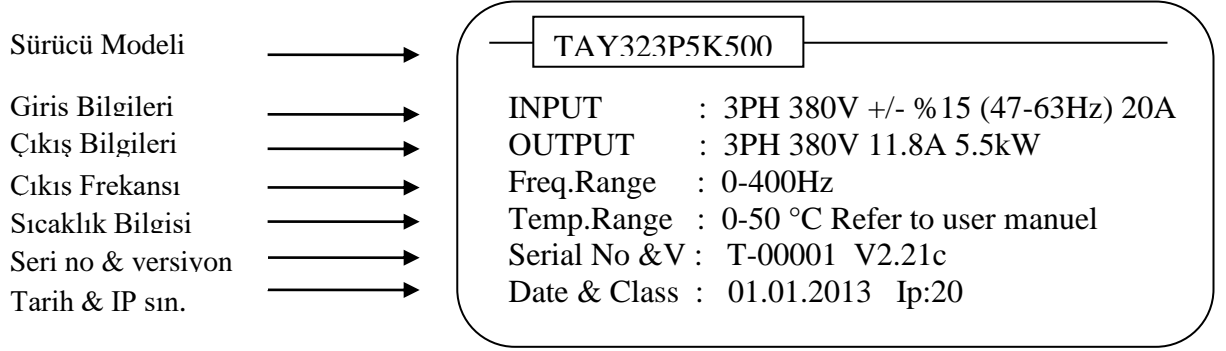 Sürücü Modeli
TAY323P5K500
Giris Bilgileri
INPUT : 3PH 380V +/- %15 (47-63Hz) 20A
Çıkış Bilgileri
OUTPUT : 3PH 380V 11.8A 5.5kW
Cıkıs Frekansı
Freq.Range : 0-400Hz
Sıcaklık Bilgisi
Temp.Range : 0-50 °C Refer to user manuel
Seri no & versiyon
Serial No &V : T-00001 V2.21c
Tarih & IP sın.
Date & Class : 01.01.2013 Ip:20